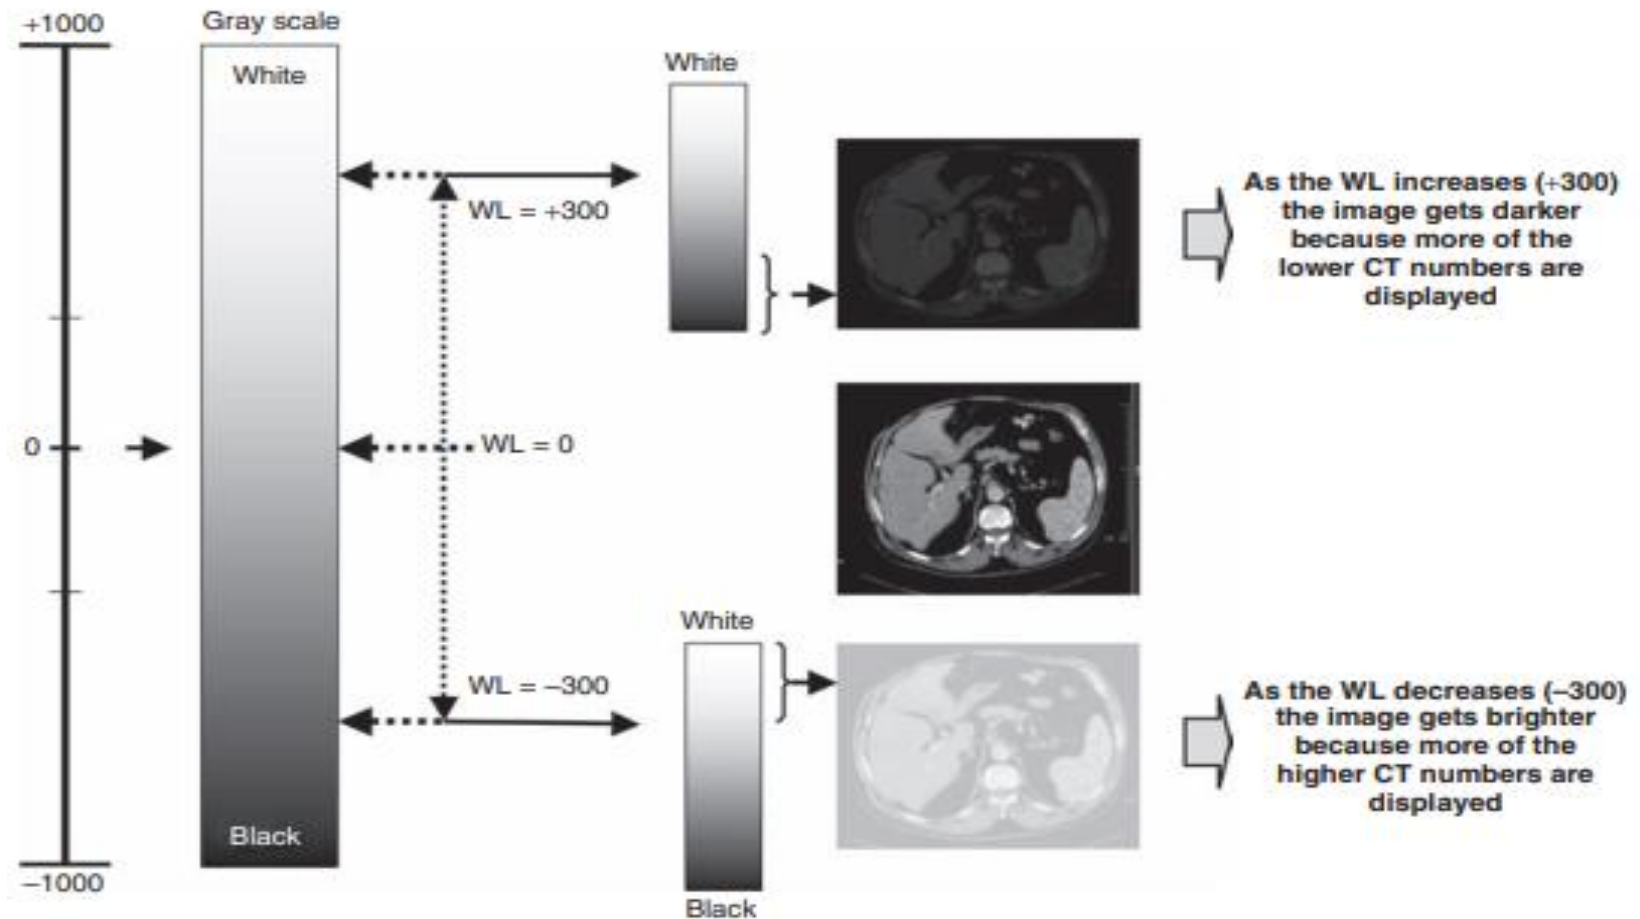 +1000
Gray scale
White
White
WL = +300
As the WL increases (+300)
the image gets darker
because more of the
lower CT numbers are
displayed
0
WL = 0
White
WL = –300
As the WL decreases (–300)
the image gets brighter
because more of the
higher CT numbers are
displayed
Black
–1000
Black